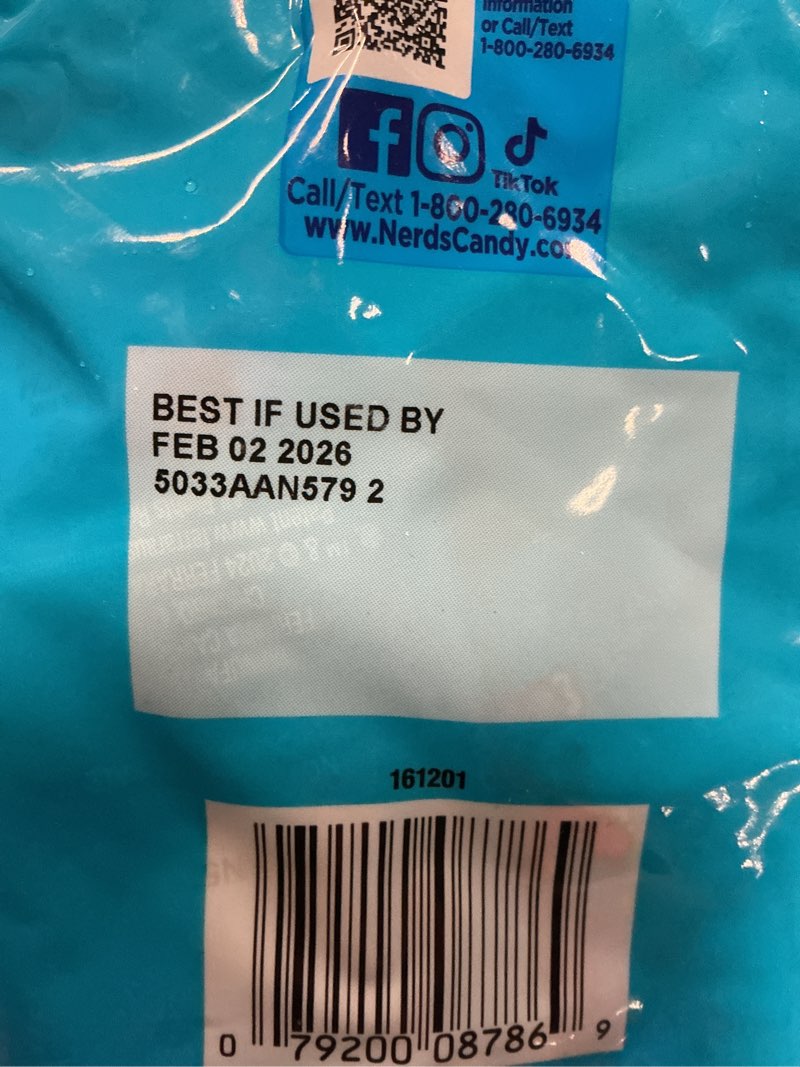 Information
or Call/Text
1-800-280-6934
TikTok
Call/Text 1-800-280-6934
www.NerdsCandy.co
BEST IF USED BY
FEB 02 2026
5033AAN579 2
161201
0 79200 08786 9